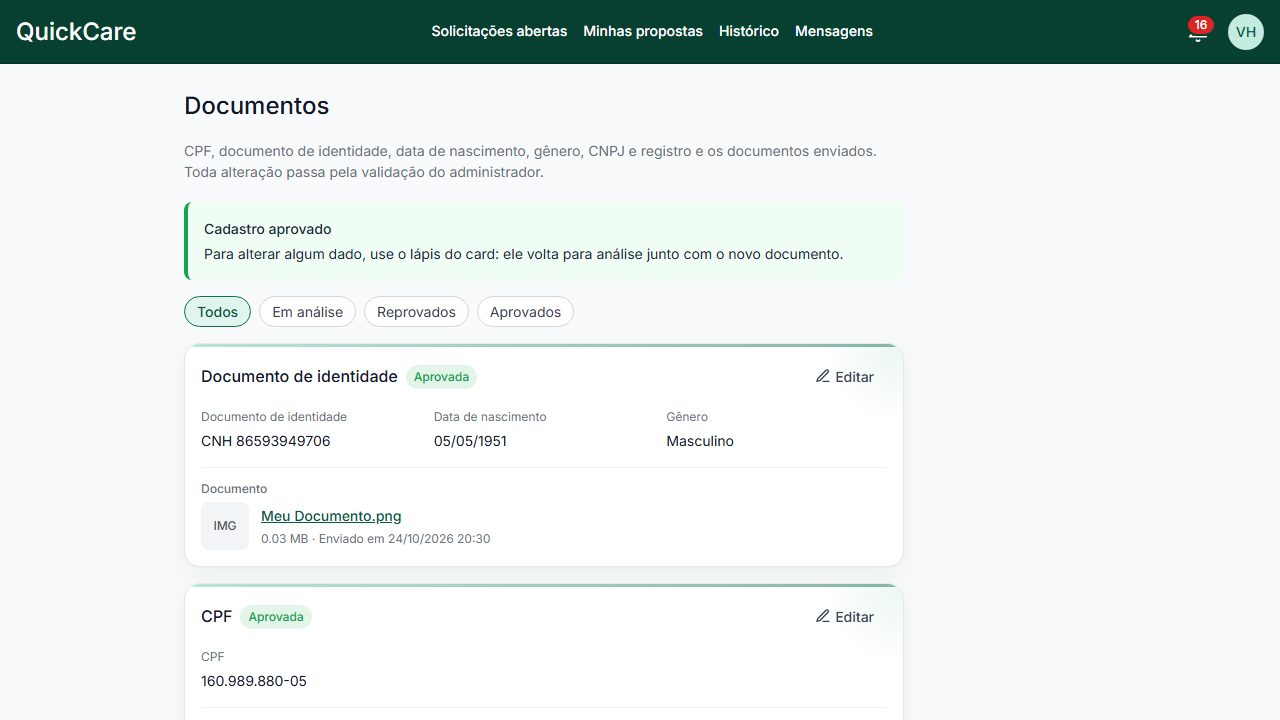 QuickCare
Solicitações abertas
Minhas propostas
Histórico
Mensagens
16
VH
Documentos
CPF, documento de identidade, data de nascimento, gênero, CNPJ e registro e os documentos enviados.
Toda alteração passa pela validação do administrador.
Cadastro aprovado
Para alterar algum dado, use o lápis do card: ele volta para análise junto com o novo documento.
Todos
Em análise
Reprovados
Aprovados
Documento de identidade
Aprovada
Editar
Documento de identidade
Data de nascimento
Gênero
CNH 86593949706
05/05/1951
Masculino
Documento
IMG
Meu Documento.png
0.03 MB · Enviado em 24/10/2026 20:30
CPF
Aprovada
Editar
CPF
160.989.880-05